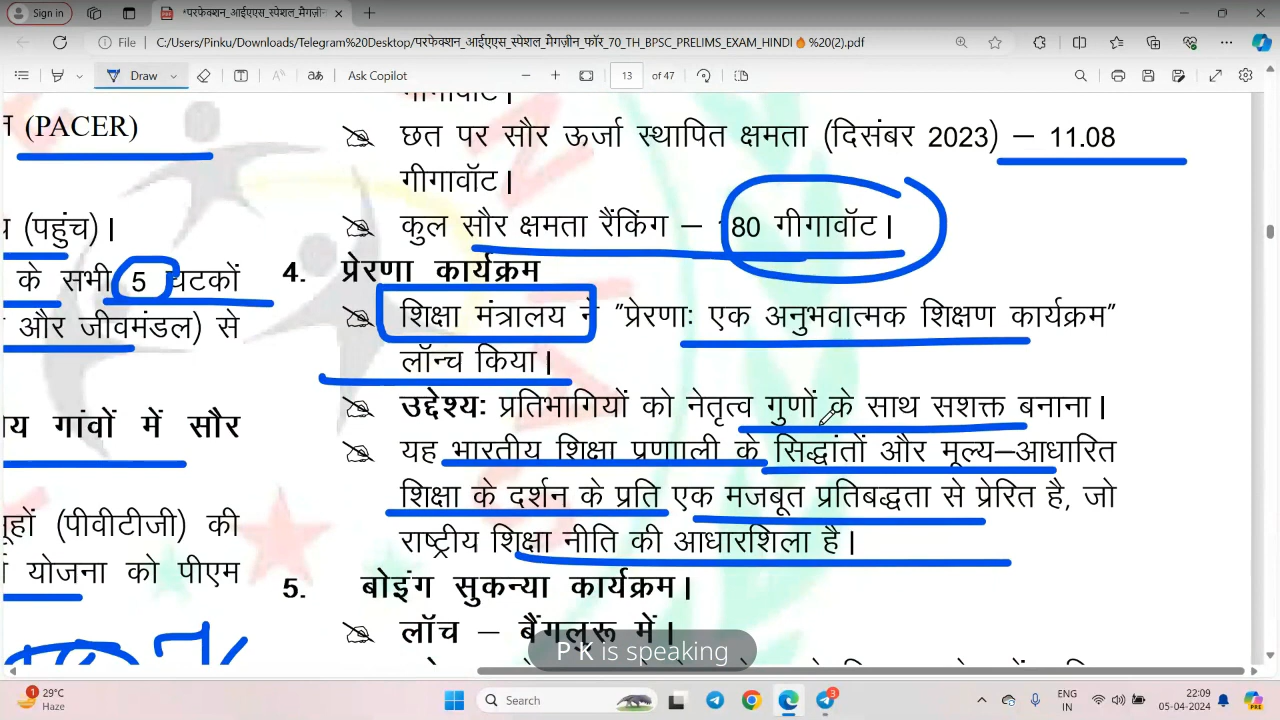 Sign in
*परफेक्शन_आईएएस_स्पेशल_मैगज़ीन
File
C:/Users/Pinku/Downloads/Telegram%20Desktop/परफेक्शन_आईएएस_स्पेशल_मैगज़ीन_फॉर_70_TH_BPSC_PRELIMS_EXAM_HINDI🔥%20(2).pdf
Draw
Ask Copilot
13 of 47
(PACER)
(पहुंच)।
के सभी 5 घटकों
और जीवमंडल) से
गांवों में सौर
(पीवीटीजी) की
योजना को पीएम
गीगावॉट।
छत पर सौर ऊर्जा स्थापित क्षमता (दिसंबर 2023) – 11.08
गीगावॉट।
कुल सौर क्षमता रैंकिंग – 180 गीगावॉट।
4. प्रेरणा कार्यक्रम
शिक्षा मंत्रालय ने "प्रेरणाः एक अनुभवात्मक शिक्षण कार्यक्रम"
लॉन्च किया।
उद्देश्यः प्रतिभागियों को नेतृत्व गुणों के साथ सशक्त बनाना।
यह भारतीय शिक्षा प्रणााली के सिद्धांतों और मूल्य–आधारित
शिक्षा के दर्शन के प्रति एक मजबूत प्रतिबद्धता से प्रेरित है, जो
राष्ट्रीय शिक्षा नीति की आधारशिला है।
5. बोइंग सुकन्या कार्यक्रम।
लॉच – बैंगलुरू में।
P K is speaking
1
29°C
Haze
Search
3
ENG
IN
22:09
05-04-2024